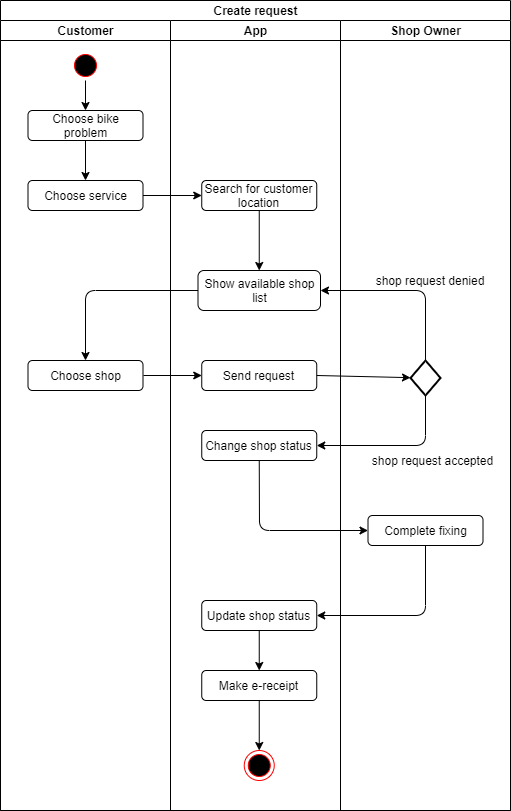 Create request
Customer
App
Shop Owner
Choose bike
problem
Choose service
Search for customer
location
Show available shop
list
shop request denied
Choose shop
Send request
Change shop status
shop request accepted
Complete fixing
Update shop status
Make e-receipt